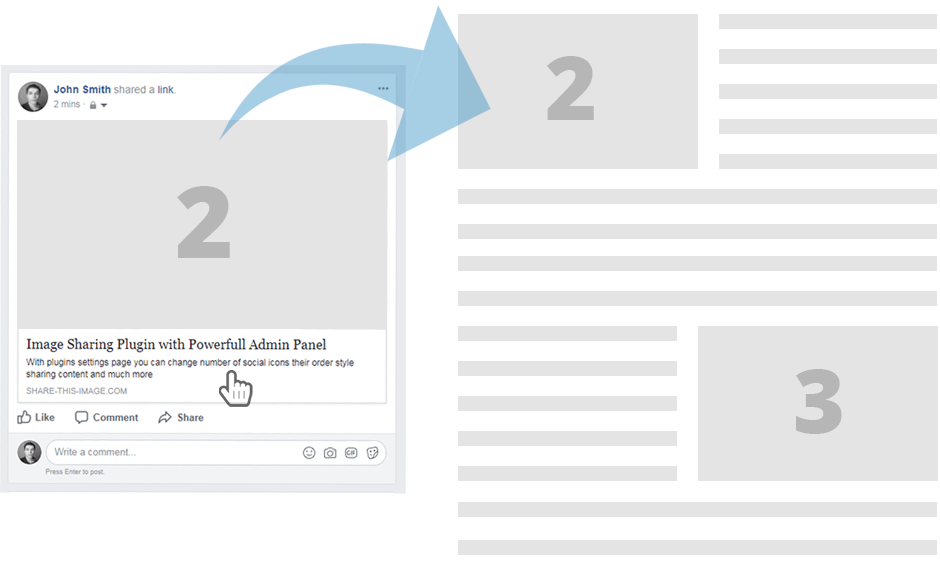 John Smith shared a link.
2 mins ·
2
Image Sharing Plugin with Powerfull Admin Panel
With plugins settings page you can change number of social icons their order style
sharing content and much more
SHARE-THIS-IMAGE.COM
Like Comment Share
Write a comment...
GIF
Press Enter to post.
2
3